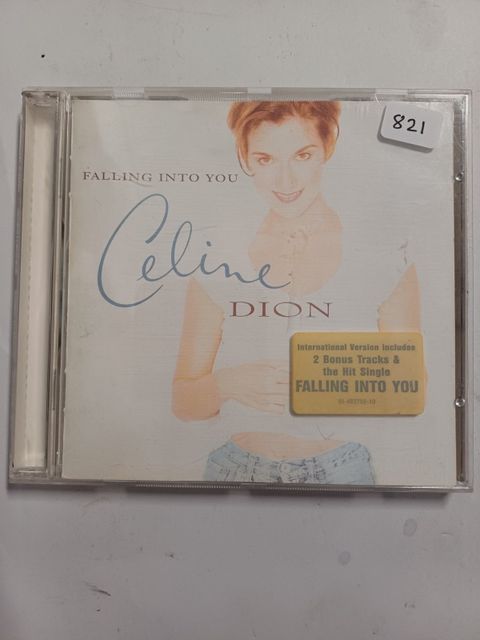 821
FALLING INTO YOU
Celine
DION
International Version includes
2 Bonus Tracks &
the Hit Single
FALLING INTO YOU